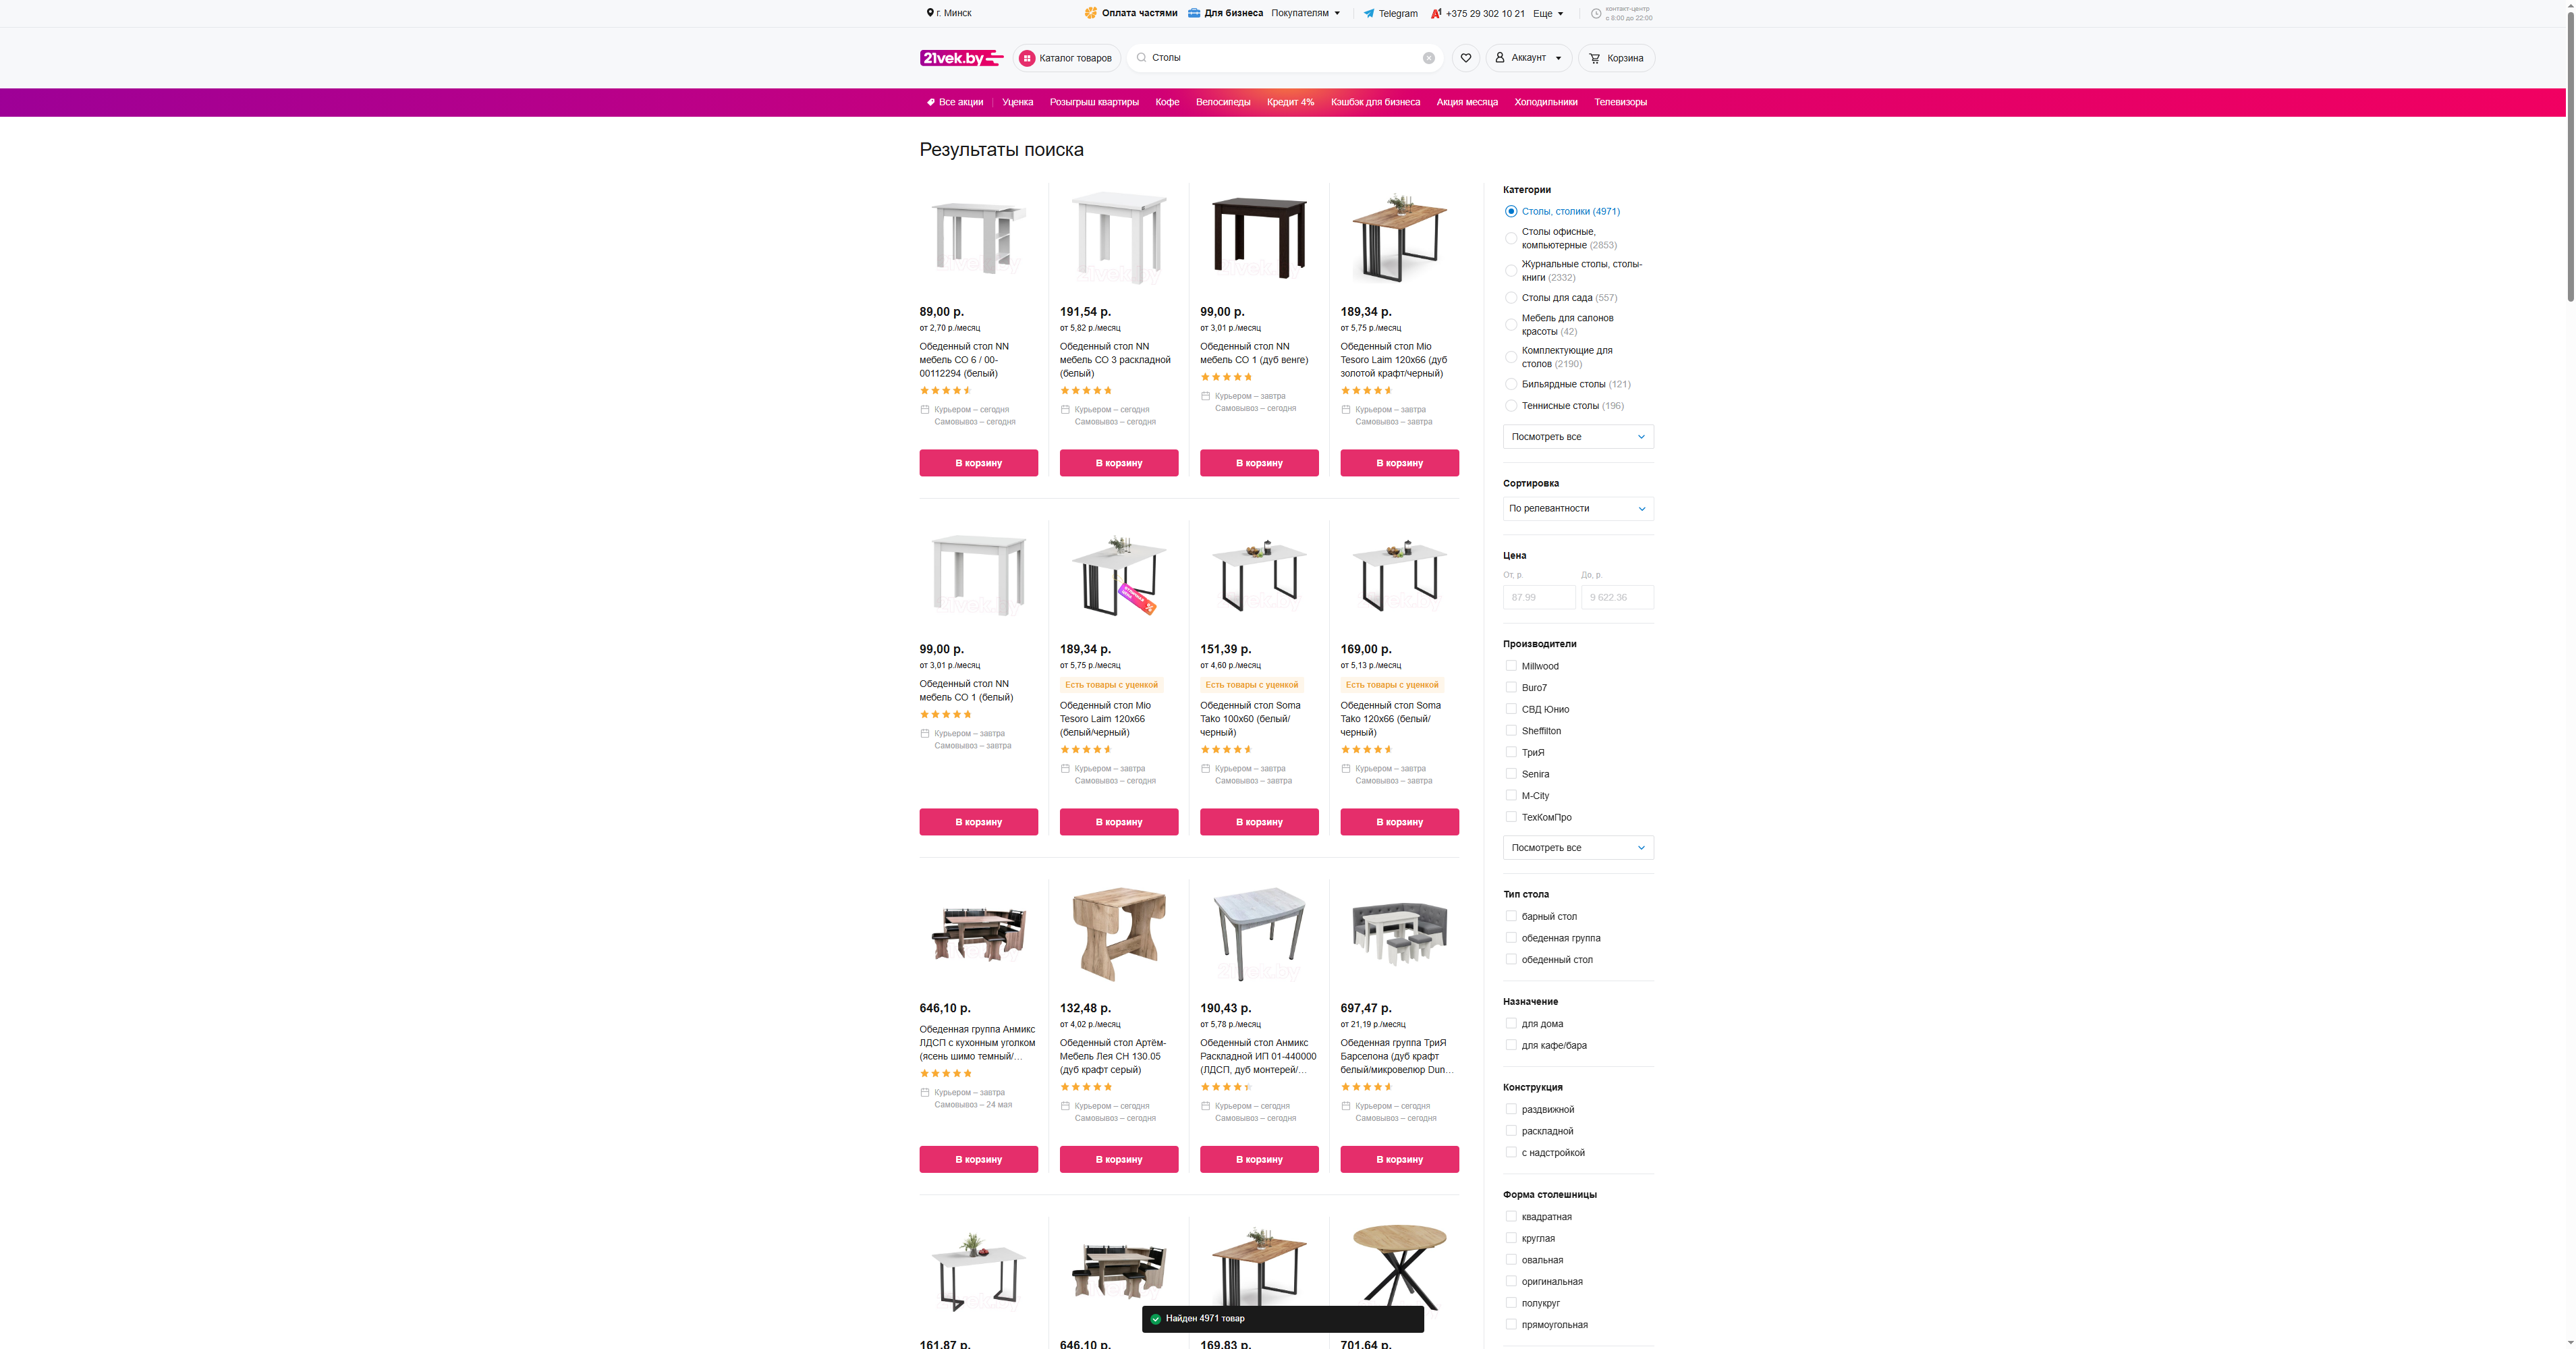 г. Минск
Оплата частями
Для бизнеса
Покупателям
Telegram
+375 29 302 10 21
Еще
контакт-центр
с 8:00 до 22:00
21vek.by
Каталог товаров
Столы
Аккаунт
Корзина
Все акции
Уценка
Розыгрыш квартиры
Кофе
Велосипеды
Кредит 4%
Кэшбэк для бизнеса
Акция месяца
Холодильники
Телевизоры
Результаты поиска
89,00 р.
от 2,70 р./месяц
Обеденный стол NN
мебель СО 6 / 00-
00112294 (белый)
Курьером – сегодня
Самовывоз – сегодня
В корзину
191,54 р.
от 5,82 р./месяц
Обеденный стол NN
мебель СО 3 раскладной
(белый)
Курьером – сегодня
Самовывоз – сегодня
В корзину
99,00 р.
от 3,01 р./месяц
Обеденный стол NN
мебель СО 1 (дуб венге)
Курьером – завтра
Самовывоз – сегодня
В корзину
189,34 р.
от 5,75 р./месяц
Обеденный стол Mio
Tesoro Laim 120x66 (дуб
золотой крафт/черный)
Курьером – завтра
Самовывоз – завтра
В корзину
99,00 р.
от 3,01 р./месяц
Обеденный стол NN
мебель СО 1 (белый)
Курьером – завтра
Самовывоз – завтра
В корзину
189,34 р.
от 5,75 р./месяц
Есть товары с уценкой
Обеденный стол Mio
Tesoro Laim 120x66
(белый/черный)
Курьером – завтра
Самовывоз – сегодня
В корзину
151,39 р.
от 4,60 р./месяц
Есть товары с уценкой
Обеденный стол Soma
Tako 100x60 (белый/
черный)
Курьером – завтра
Самовывоз – завтра
В корзину
169,00 р.
от 5,13 р./месяц
Есть товары с уценкой
Обеденный стол Soma
Tako 120x66 (белый/
черный)
Курьером – завтра
Самовывоз – завтра
В корзину
646,10 р.
Обеденная группа Анмикс
ЛДСП с кухонным уголком
(ясень шимо темный/...
Курьером – завтра
Самовывоз – 24 мая
В корзину
132,48 р.
от 4,02 р./месяц
Обеденный стол Артём-
Мебель Лея СН 130.05
(дуб крафт серый)
Курьером – сегодня
Самовывоз – сегодня
В корзину
190,43 р.
от 5,78 р./месяц
Обеденный стол Анмикс
Раскладной ИП 01-440000
(ЛДСП, дуб монтерей/...
Курьером – сегодня
Самовывоз – сегодня
В корзину
697,47 р.
от 21,19 р./месяц
Обеденная группа ТриЯ
Барселона (дуб крафт
белый/микровелюр Dun...
Курьером – сегодня
Самовывоз – сегодня
В корзину
161,87 р.
646,10 р.
169,83 р.
701,64 р.
Найден 4971 товар
Категории
Столы, столики (4971)
Столы офисные,
компьютерные (2853)
Журнальные столы, столы-
книги (2332)
Столы для сада (557)
Мебель для салонов
красоты (42)
Комплектующие для
столов (2190)
Бильярдные столы (121)
Теннисные столы (196)
Посмотреть все
Сортировка
По релевантности
Цена
От, р.
До, р.
87.99
9 622.36
Производители
Millwood
Buro7
СВД Юнио
Sheffilton
ТриЯ
Senira
M-City
ТехКомПро
Посмотреть все
Тип стола
барный стол
обеденная группа
обеденный стол
Назначение
для дома
для кафе/бара
Конструкция
раздвижной
раскладной
с надстройкой
Форма столешницы
квадратная
круглая
овальная
оригинальная
полукруг
прямоугольная